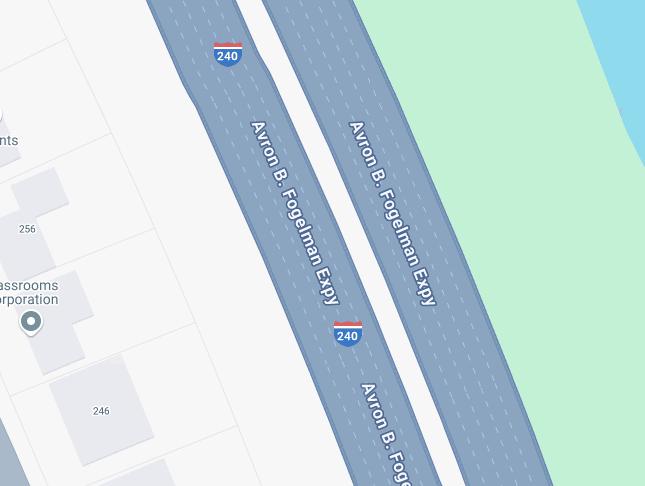 240
Avron B. Fogelman Expy
Avron B. Fogelman Expy
nts
256
assrooms
orporation
240
246
Avron B. Foge